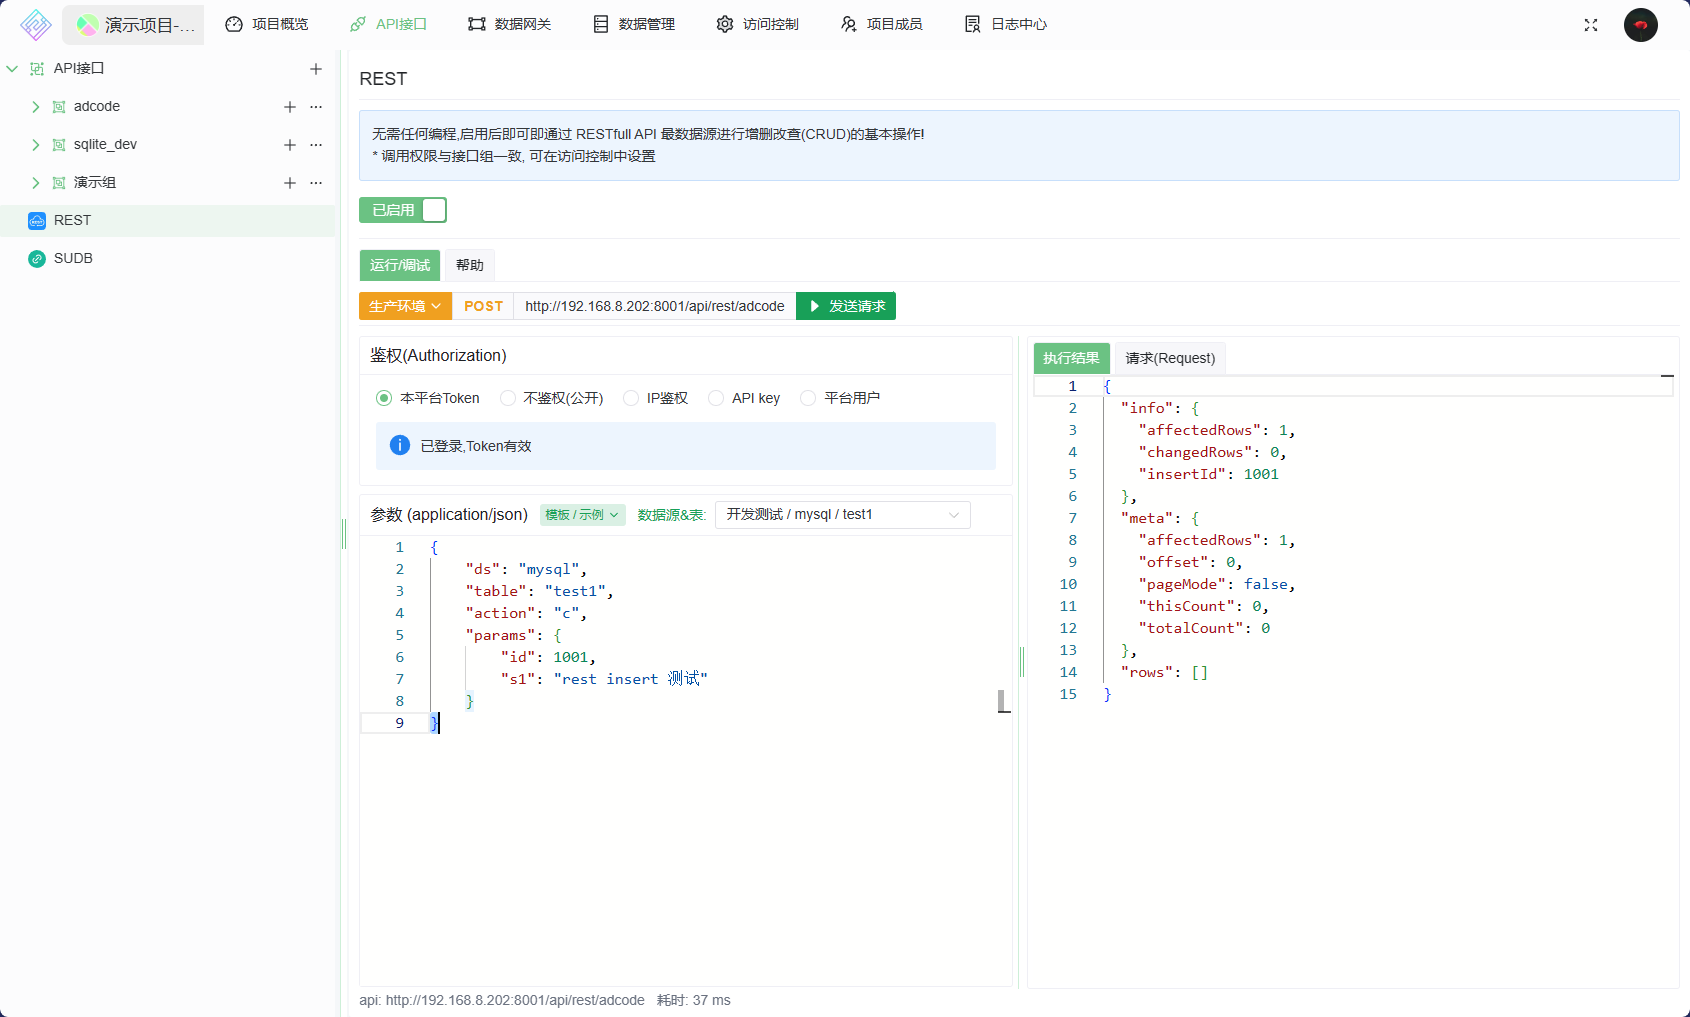 演示项目-...
项目概览
API接口
数据网关
数据管理
访问控制
项目成员
日志中心
API接口
adcode
sqlite_dev
演示组
REST
SUDB
REST
无需任何编程,启用后即可即通过 RESTfull API 最数据源进行增删改查(CRUD)的基本操作!
* 调用权限与接口组一致, 可在访问控制中设置
已启用
运行/调试
帮助
生产环境
POST
http://192.168.8.202:8001/api/rest/adcode
发送请求
鉴权(Authorization)
本平台Token
不鉴权(公开)
IP鉴权
API key
平台用户
已登录,Token有效
参数 (application/json)
模板 / 示例
数据源&表:
开发测试 / mysql / test1
1 {
2 "ds": "mysql",
3 "table": "test1",
4 "action": "c",
5 "params": {
6 "id": 1001,
7 "s1": "rest insert 测试"
8 }
9 }
执行结果
请求(Request)
1 {
2 "info": {
3 "affectedRows": 1,
4 "changedRows": 0,
5 "insertId": 1001
6 },
7 "meta": {
8 "affectedRows": 1,
9 "offset": 0,
10 "pageMode": false,
11 "thisCount": 0,
12 "totalCount": 0
13 },
14 "rows": []
15 }
api: http://192.168.8.202:8001/api/rest/adcode 耗时: 37 ms